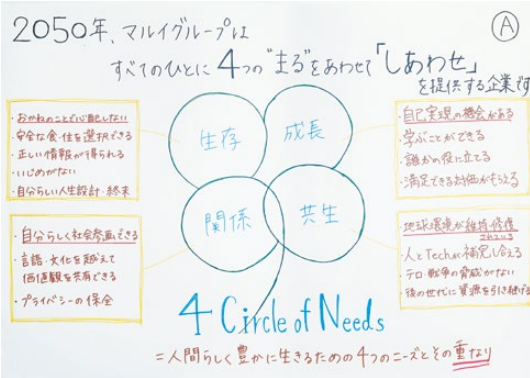 2050年、マルイグループは
Ⓐ
すべてのひとに4つの"まる"をあわせて「しあわせ」
を提供する企業です
・おかねのことで心配しない
・安全な食・住を選択できる
・正しい情報が得られる
・いじめがない
・自分らしい人生設計・終末
生存
成長
・自己実現の機会がある
・学ぶことができる
・誰かの役に立てる
・満足できる対価がもらえる
・自分らしく社会参画できる
・言語・文化を越えて
価値観を共有できる
・プライバシーの保全
関係
共生
・地球環境が維持・修復
されている
・人とTechが補完し合える
・テロ・戦争の脅威がない
・後の世代に資源を引き継げる
4 Circle of Needs
=人間らしく豊かに生きるための4つのニーズとその重なり